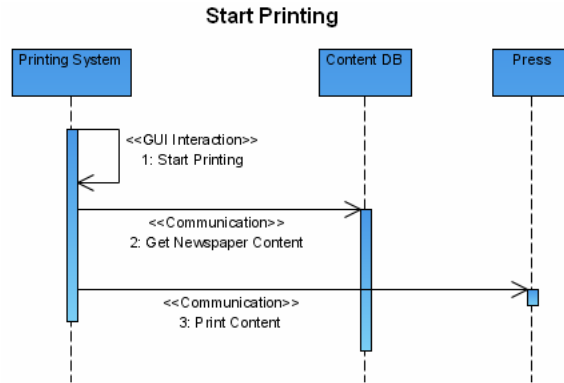 Start Printing
Printing System
Content DB
Press
<<GUI Interaction>>
1: Start Printing
<<Communication>>
2: Get Newspaper Content
<<Communication>>
3: Print Content